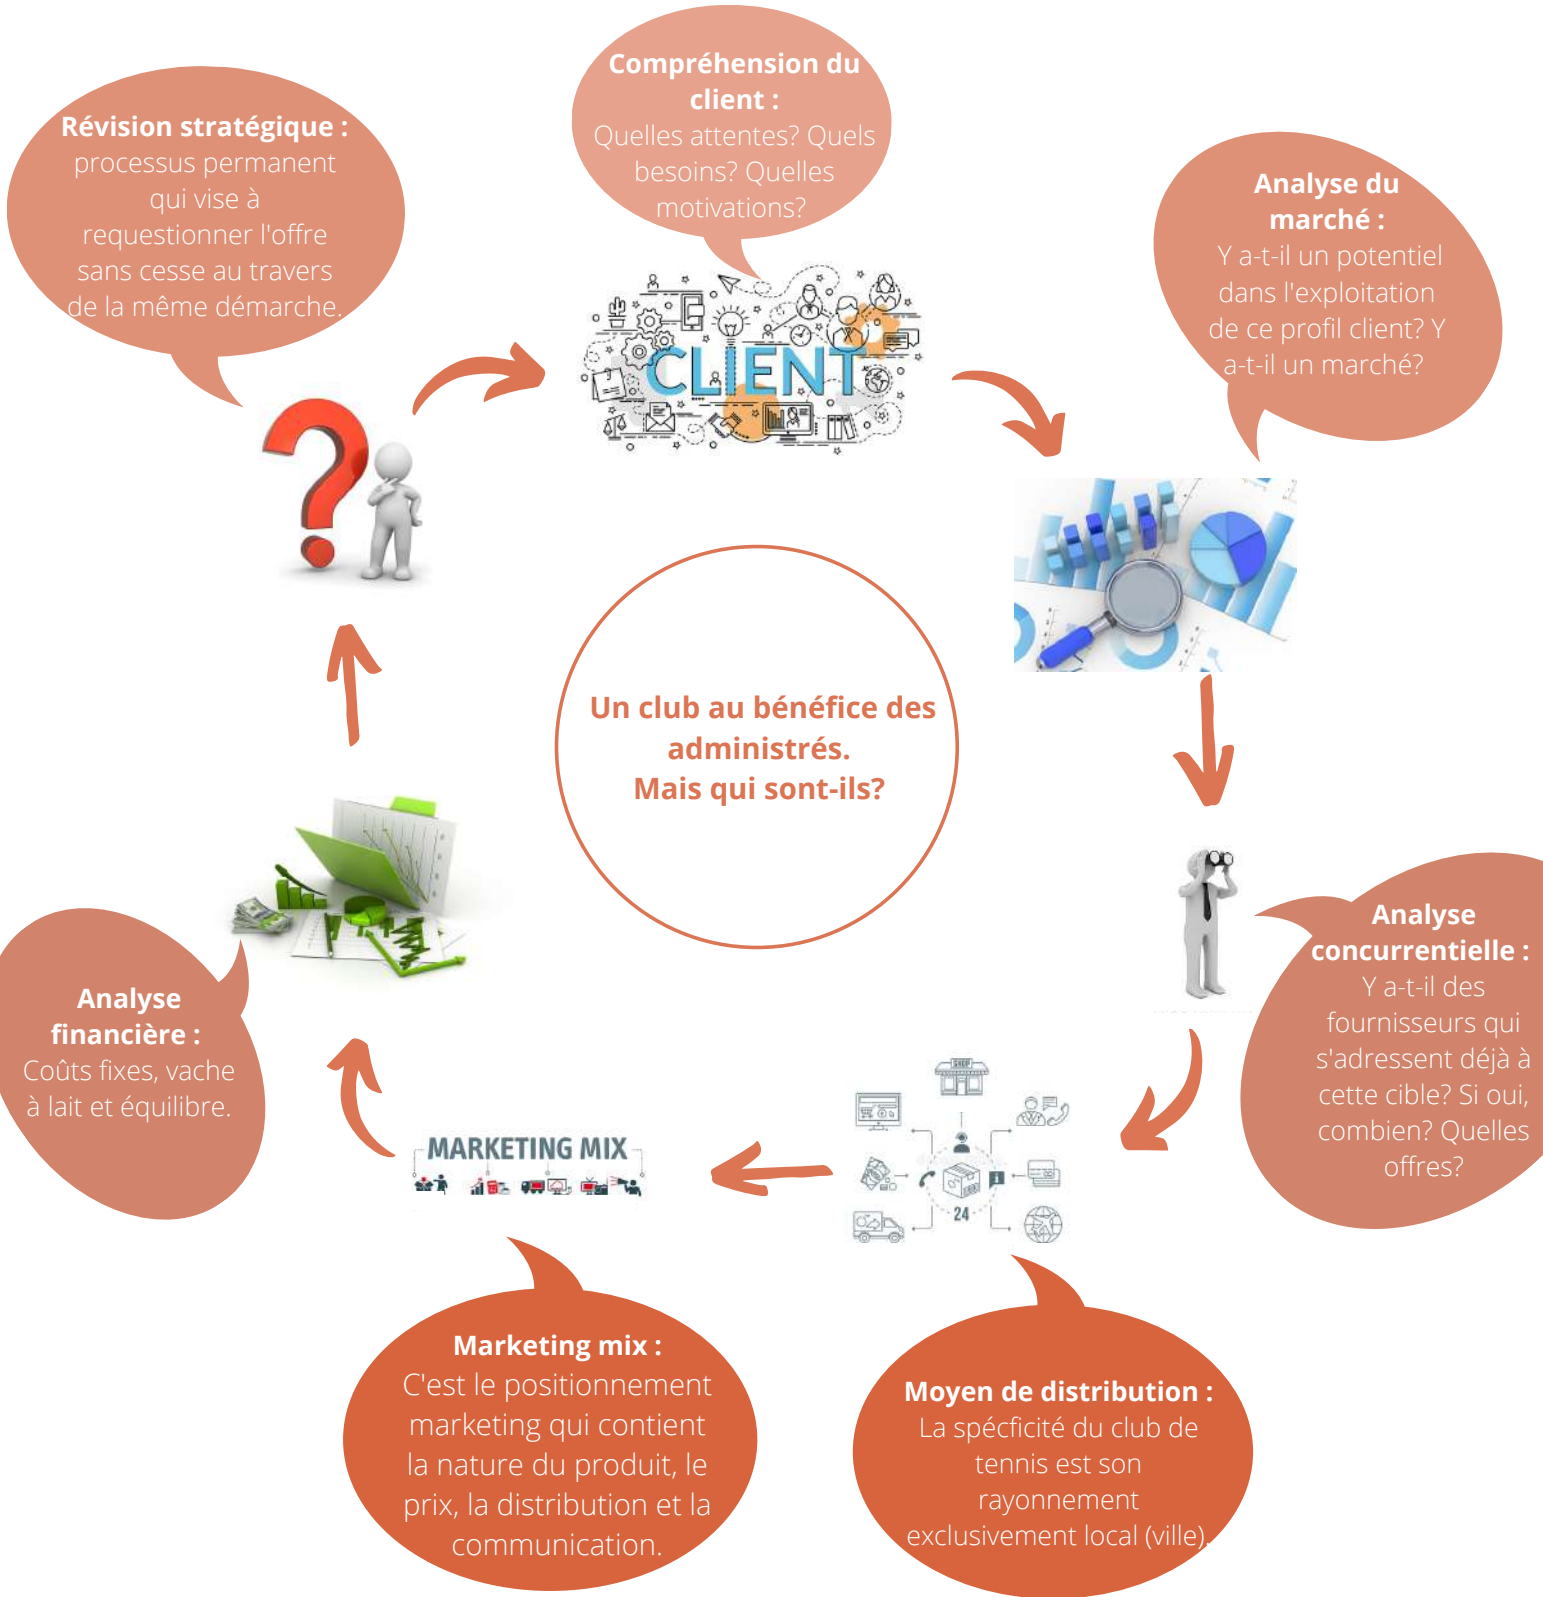 Compréhension du
client :
Quelles attentes? Quels
besoins? Quelles
motivations?
Révision stratégique :
processus permanent
qui vise à
requestionner l'offre
sans cesse au travers
de la même démarche.
Analyse du
marché :
Y a-t-il un potentiel
dans l'exploitation
de ce profil client? Y
a-t-il un marché?
CLIENT
Un club au bénéfice des
administrés.
Mais qui sont-ils?
Analyse
concurrentielle :
Y a-t-il des
fournisseurs qui
s'adressent déjà à
cette cible? Si oui,
combien? Quelles
offres?
Analyse
financière :
Coûts fixes, vache
à lait et équilibre.
SHOP
24
MARKETING MIX
Marketing mix :
C'est le positionnement
marketing qui contient
la nature du produit, le
prix, la distribution et la
communication.
Moyen de distribution :
La spécficité du club de
tennis est son
rayonnement
exclusivement local (ville).